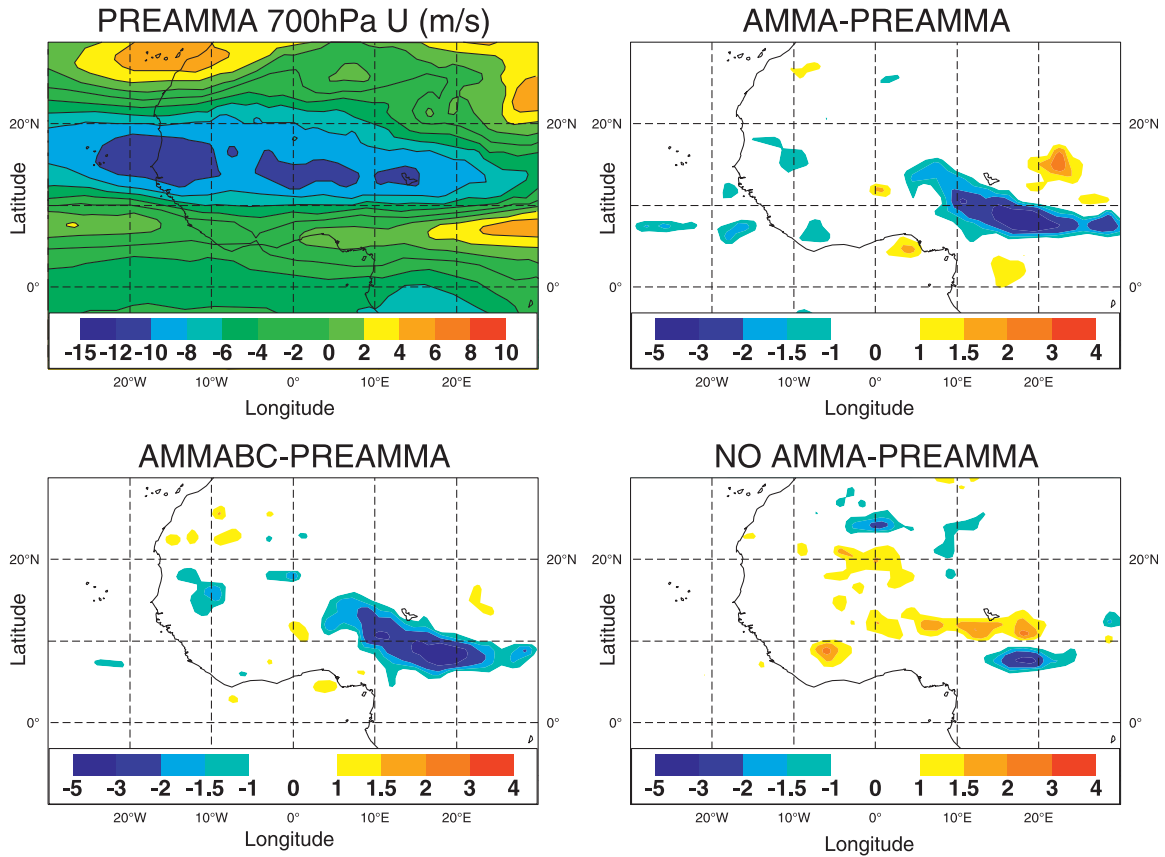 PREAMMA 700hPa U (m/s)
20°N
0°
Latitude
20°N
0°
-15 -12 -10 -8 -6 -4 -2 0 2 4 6 8 10
20°W 10°W 0° 10°E 20°E
Longitude
AMMA-PREAMMA
20°N
0°
Latitude
20°N
0°
-5 -3 -2 -1.5 -1 0 1 1.5 2 3 4
20°W 10°W 0° 10°E 20°E
Longitude
AMMABC-PREAMMA
20°N
0°
Latitude
20°N
0°
-5 -3 -2 -1.5 -1 0 1 1.5 2 3 4
20°W 10°W 0° 10°E 20°E
Longitude
NO AMMA-PREAMMA
20°N
0°
Latitude
20°N
0°
-5 -3 -2 -1.5 -1 0 1 1.5 2 3 4
20°W 10°W 0° 10°E 20°E
Longitude